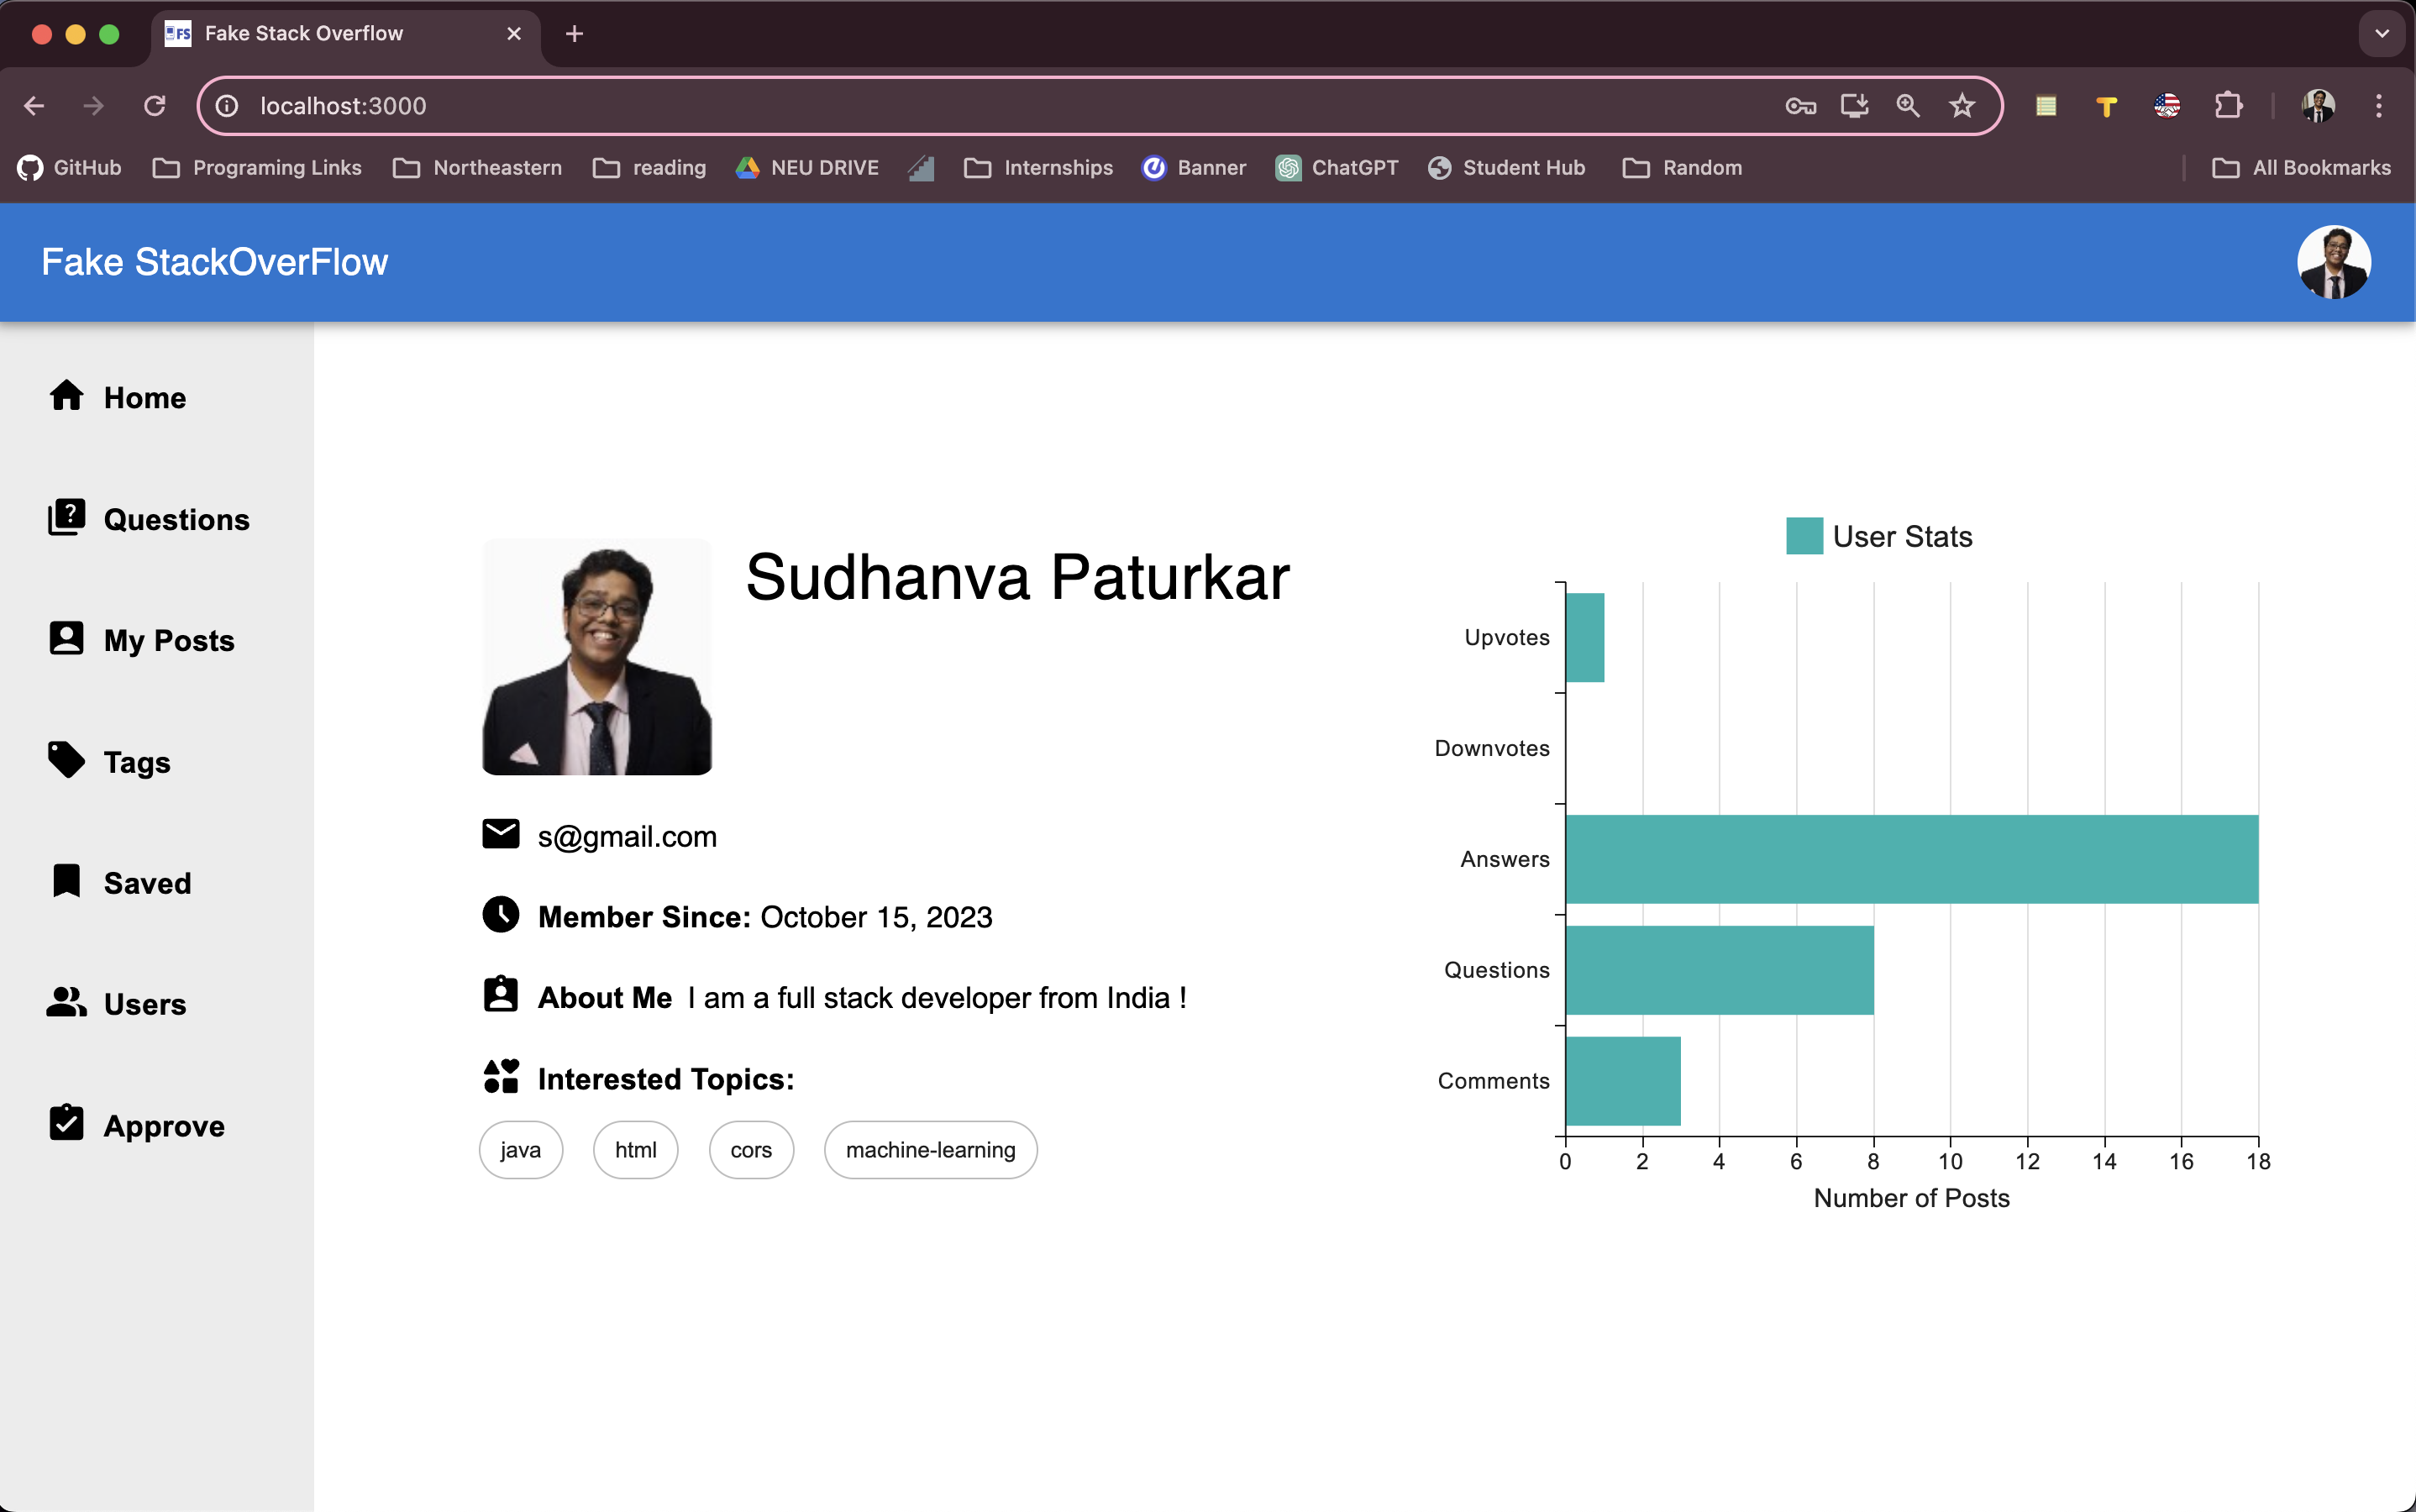 FS Fake Stack Overflow
localhost:3000
GitHub Programing Links Northeastern reading NEU DRIVE Internships Banner ChatGPT Student Hub Random All Bookmarks
Fake StackOverFlow
Home
Questions
My Posts
Tags
Saved
Users
Approve
Sudhanva Paturkar
s@gmail.com
Member Since: October 15, 2023
About Me I am a full stack developer from India !
Interested Topics:
java html cors machine-learning
User Stats
Upvotes
Downvotes
Answers
Questions
Comments
0 2 4 6 8 10 12 14 16 18
Number of Posts